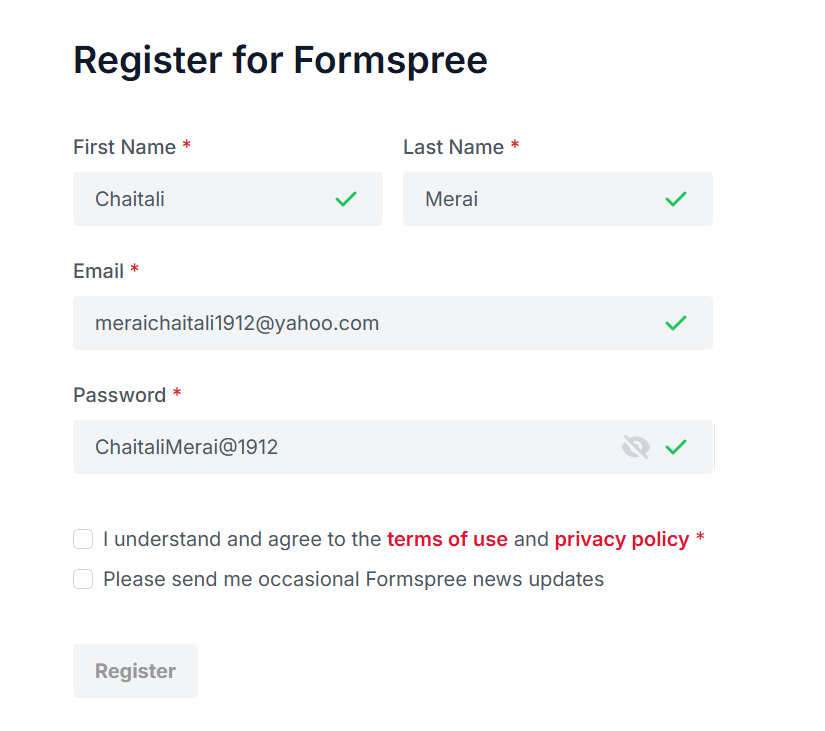 Register for Formspree
First Name * Last Name *
Chaitali Merai
Email *
meraichaitali1912@yahoo.com
Password *
ChaitaliMerai@1912
I understand and agree to the terms of use and privacy policy *
Please send me occasional Formspree news updates
Register